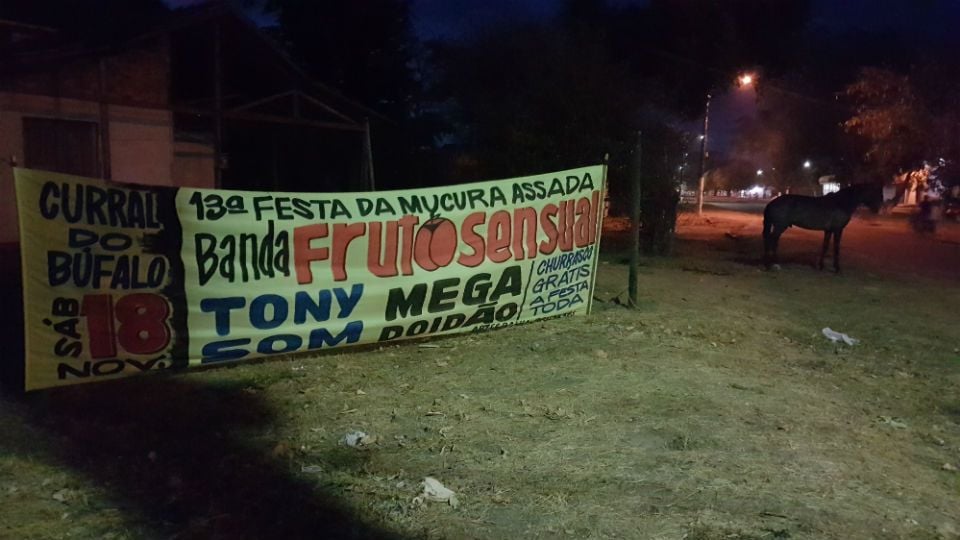 CURRAL
DO
BÚFALO
SÁB 18
NOV.
13ª FESTA DA MUCURA ASSADA
Banda Frutosensual
TONY
SOM
MEGA
DOIDÃO
CHURRASCO
GRÁTIS
A FESTA
TODA